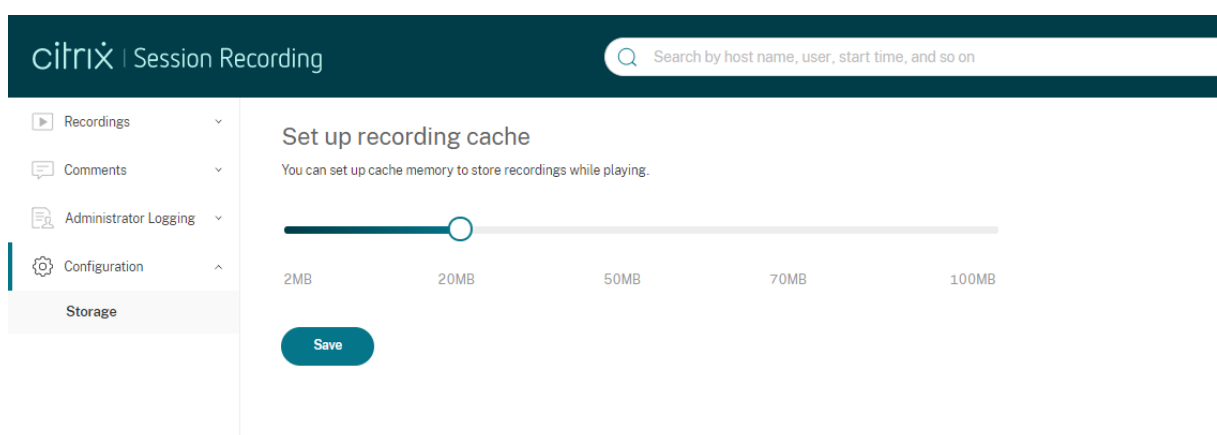 citrix | Session Recording
Search by host name, user, start time, and so on
Recordings
Comments
Administrator Logging
Configuration
Storage
Set up recording cache
You can set up cache memory to store recordings while playing.
2MB 20MB 50MB 70MB 100MB
Save